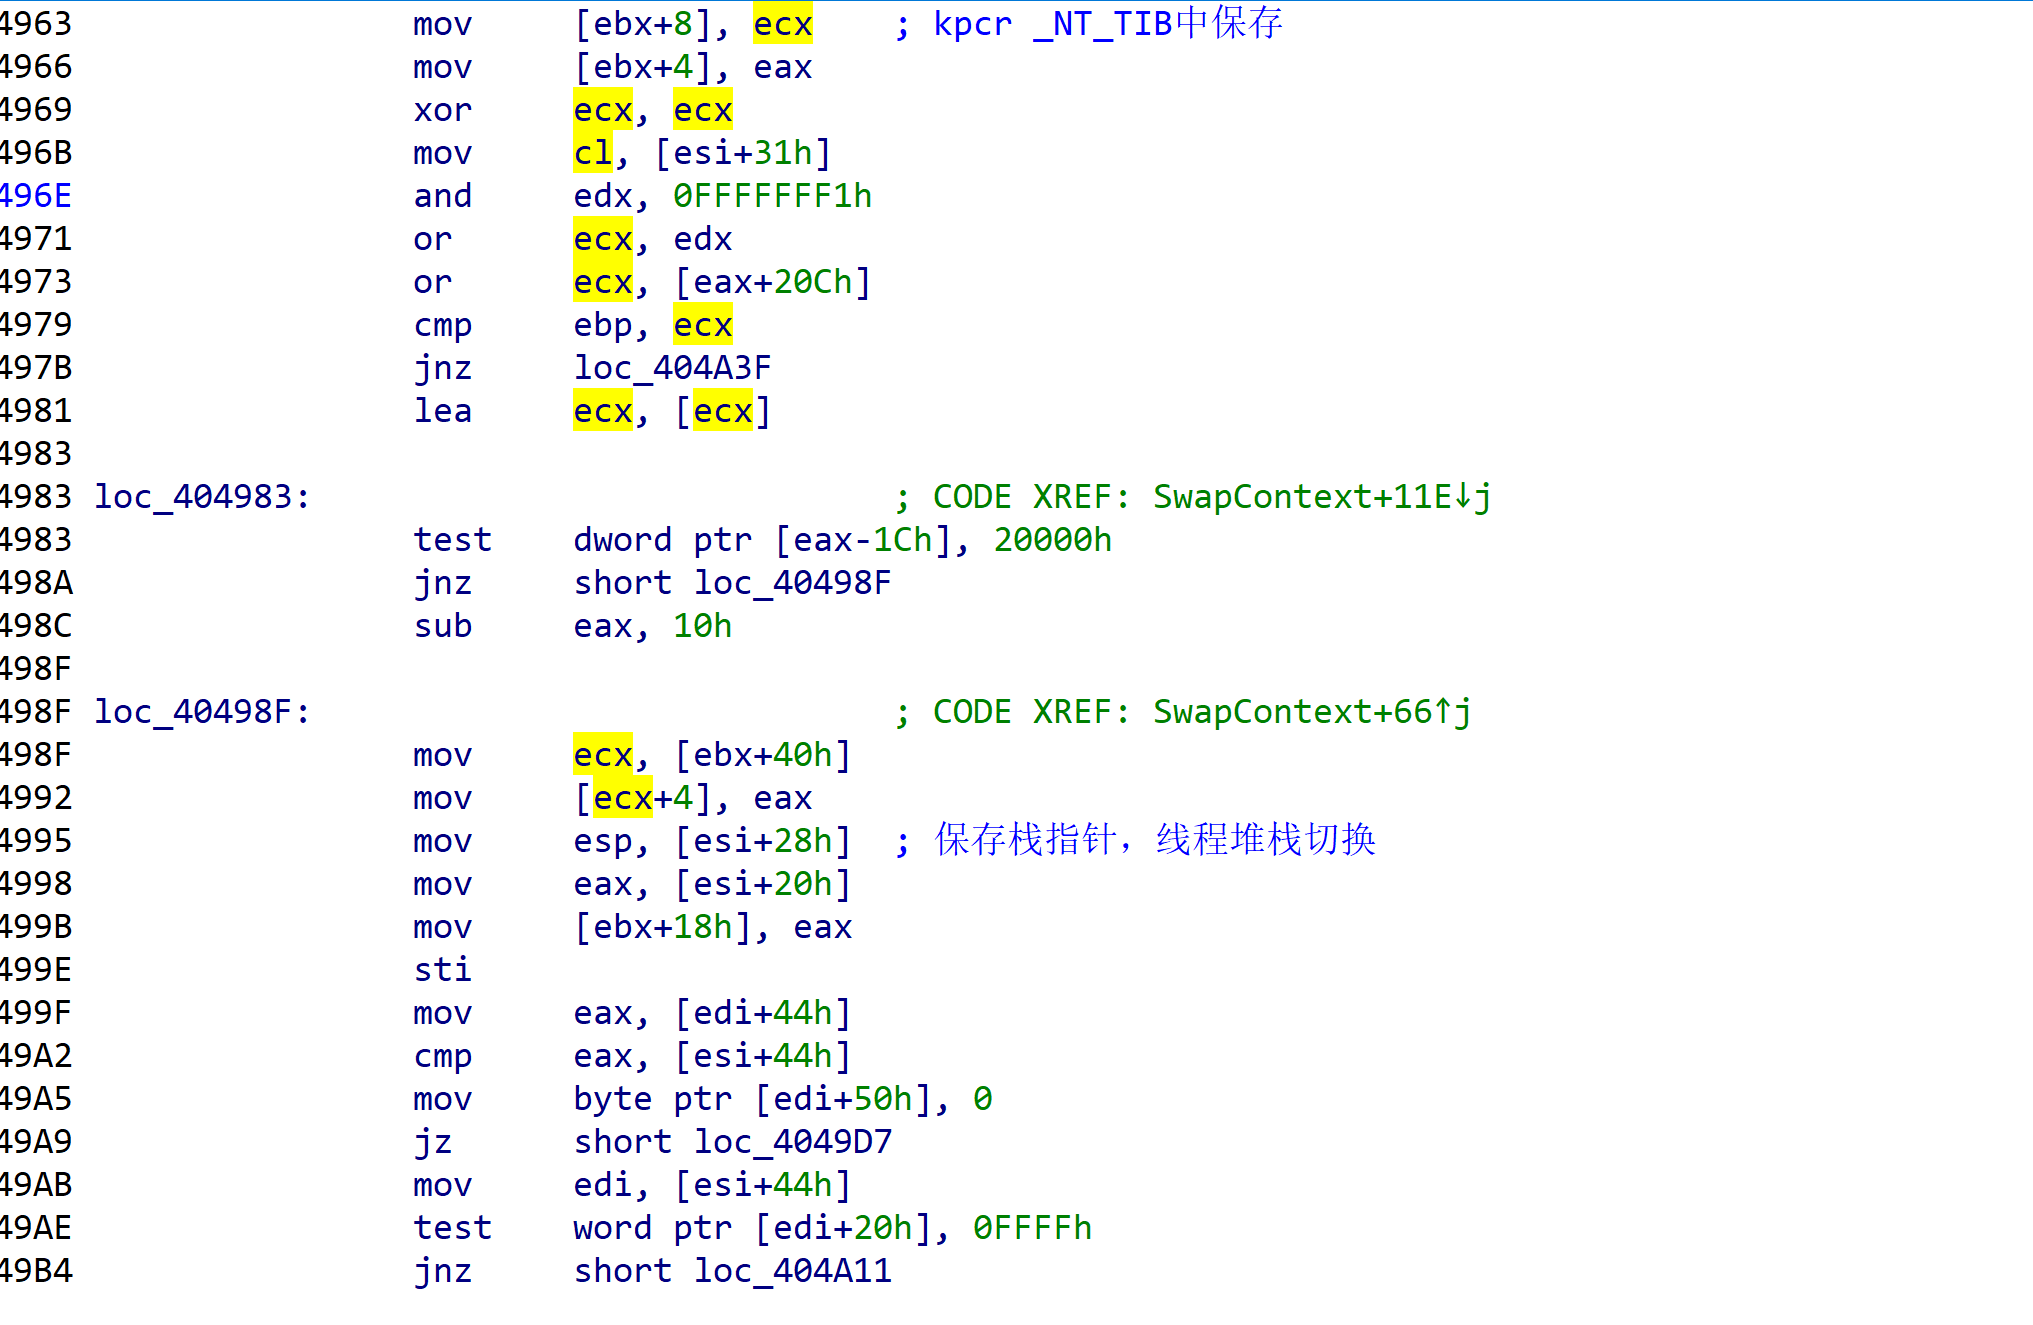 4963 mov [ebx+8], ecx ; kpcr _NT_TIB中保存
4966 mov [ebx+4], eax
4969 xor ecx, ecx
496B mov cl, [esi+31h]
496E and edx, 0FFFFFFF1h
4971 or ecx, edx
4973 or ecx, [eax+20Ch]
4979 cmp ebp, ecx
497B jnz loc_404A3F
4981 lea ecx, [ecx]
4983
4983 loc_404983: ; CODE XREF: SwapContext+11E↓j
4983 test dword ptr [eax-1Ch], 20000h
498A jnz short loc_40498F
498C sub eax, 10h
498F
498F loc_40498F: ; CODE XREF: SwapContext+66↑j
498F mov ecx, [ebx+40h]
4992 mov [ecx+4], eax
4995 mov esp, [esi+28h] ; 保存栈指针，线程堆栈切换
4998 mov eax, [esi+20h]
499B mov [ebx+18h], eax
499E sti
499F mov eax, [edi+44h]
49A2 cmp eax, [esi+44h]
49A5 mov byte ptr [edi+50h], 0
49A9 jz short loc_4049D7
49AB mov edi, [esi+44h]
49AE test word ptr [edi+20h], 0FFFFh
49B4 jnz short loc_404A11